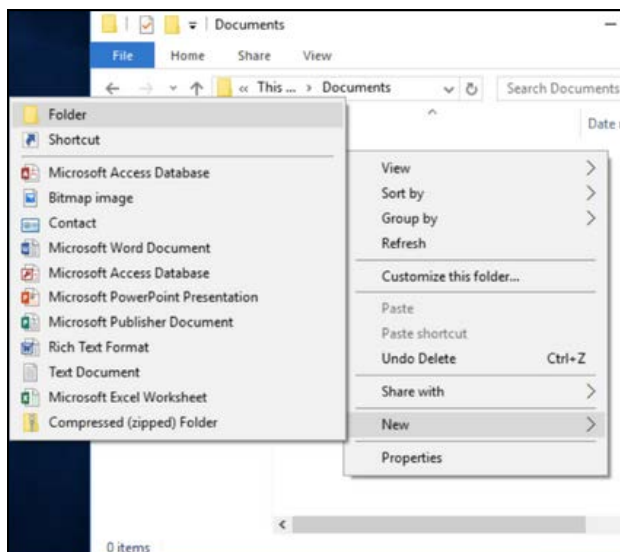 Documents
File Home Share View
« This ... › Documents Search Documents
Folder
Shortcut
Microsoft Access Database
Bitmap image
Contact
Microsoft Word Document
Microsoft Access Database
Microsoft PowerPoint Presentation
Microsoft Publisher Document
Rich Text Format
Text Document
Microsoft Excel Worksheet
Compressed (zipped) Folder
Date
View
Sort by
Group by
Refresh
Customize this folder...
Paste
Paste shortcut
Undo Delete Ctrl+Z
Share with
New
Properties
0 items